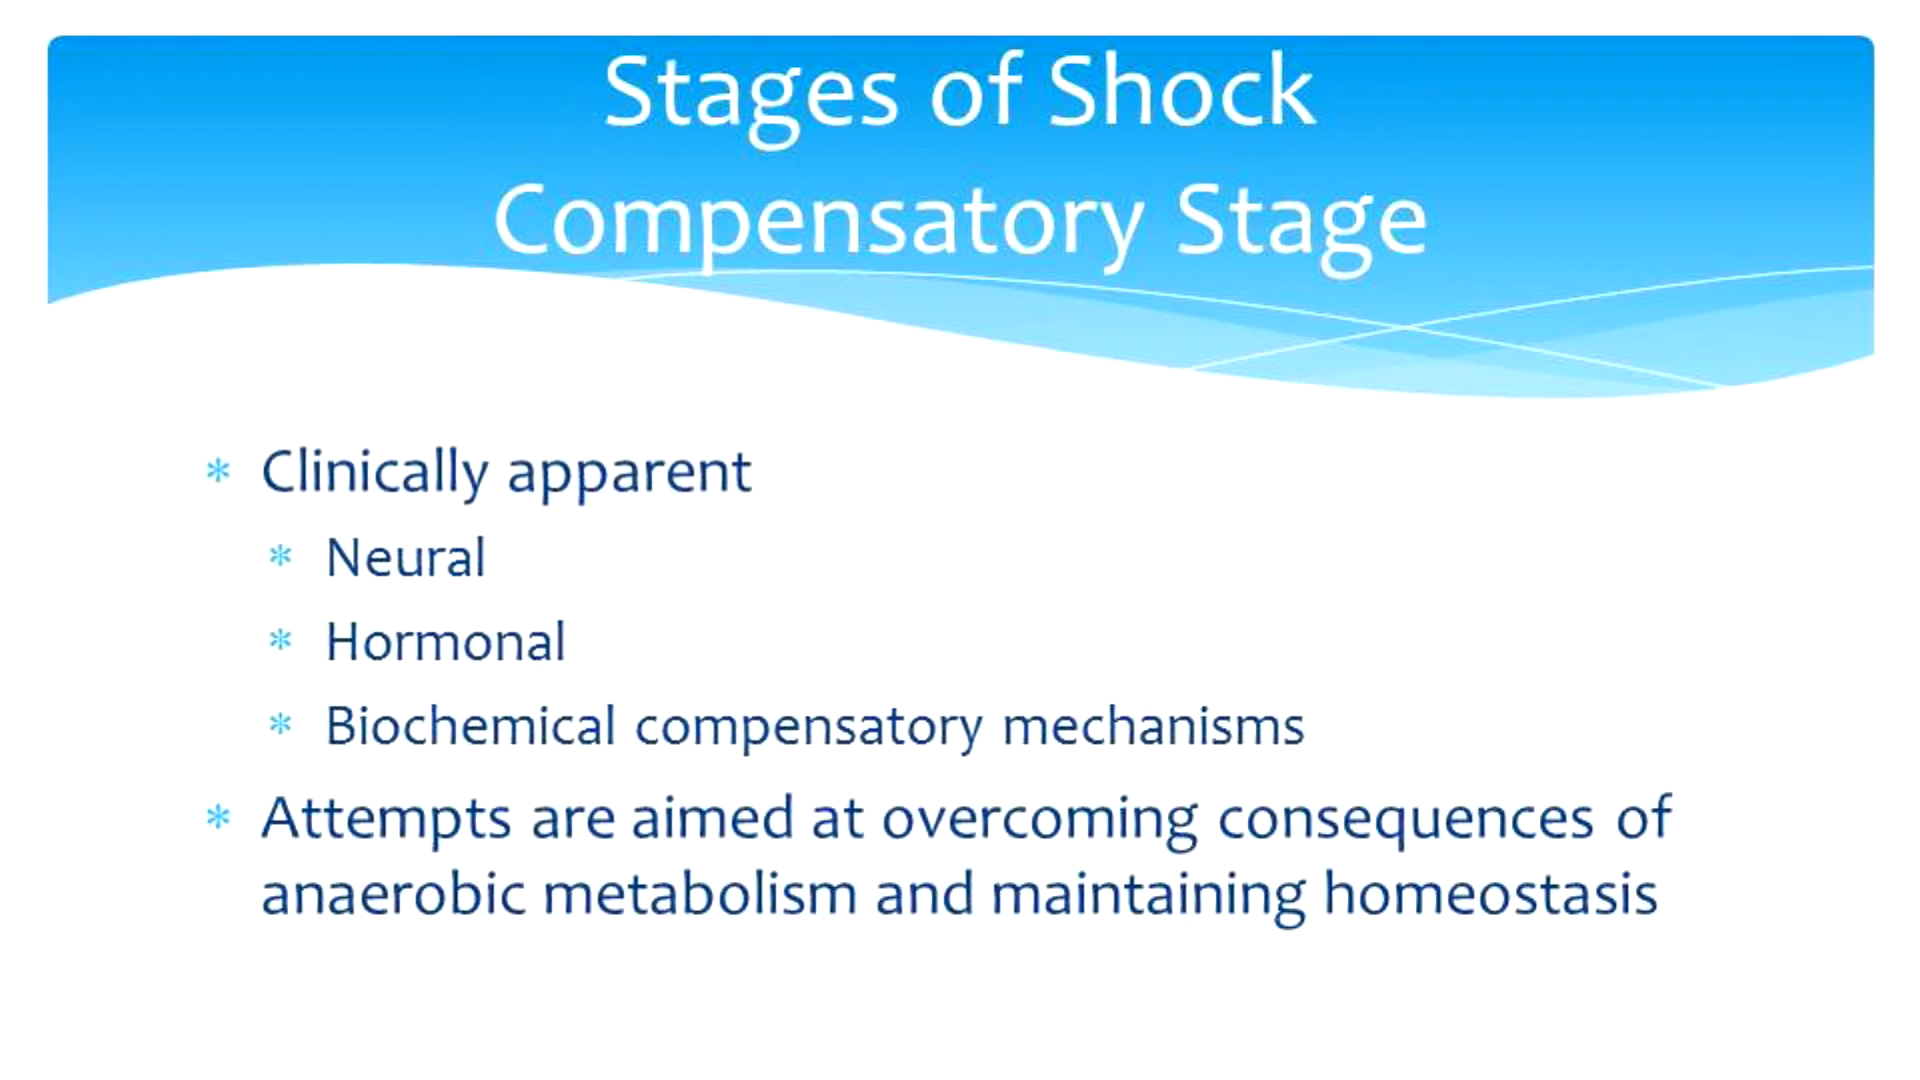 Stages of Shock
Compensatory Stage
* Clinically apparent
* Neural
* Hormonal
* Biochemical compensatory mechanisms
* Attempts are aimed at overcoming consequences of
anaerobic metabolism and maintaining homeostasis